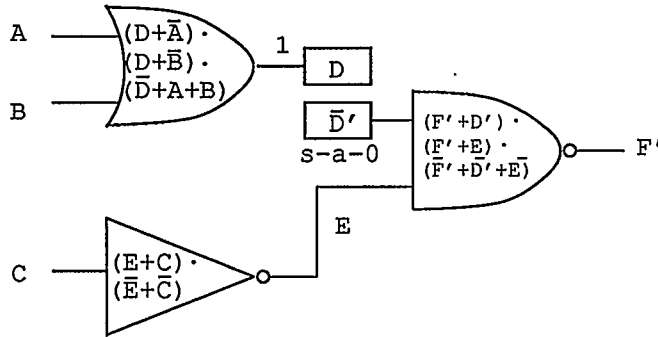 A
(D+A̅)·
(D+B̅)·
(D̅+A+B)
1
D
B
D̅′
s-a-0
(F′+D′)·
(F′+E)·
(F̅′+D̅′+E̅)
F′
E
C
(E+C)·
(E̅+C̅)